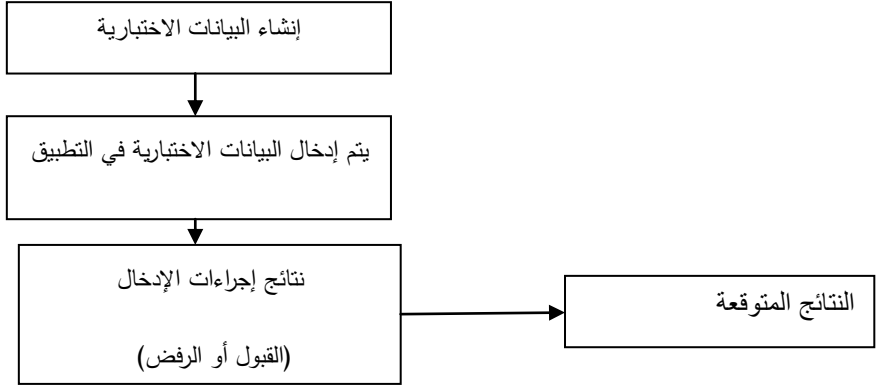 إنشاء البيانات الاختبارية
يتم إدخال البيانات الاختبارية في التطبيق
نتائج إجراءات الإدخال
(القبول أو الرفض)
النتائج المتوقعة